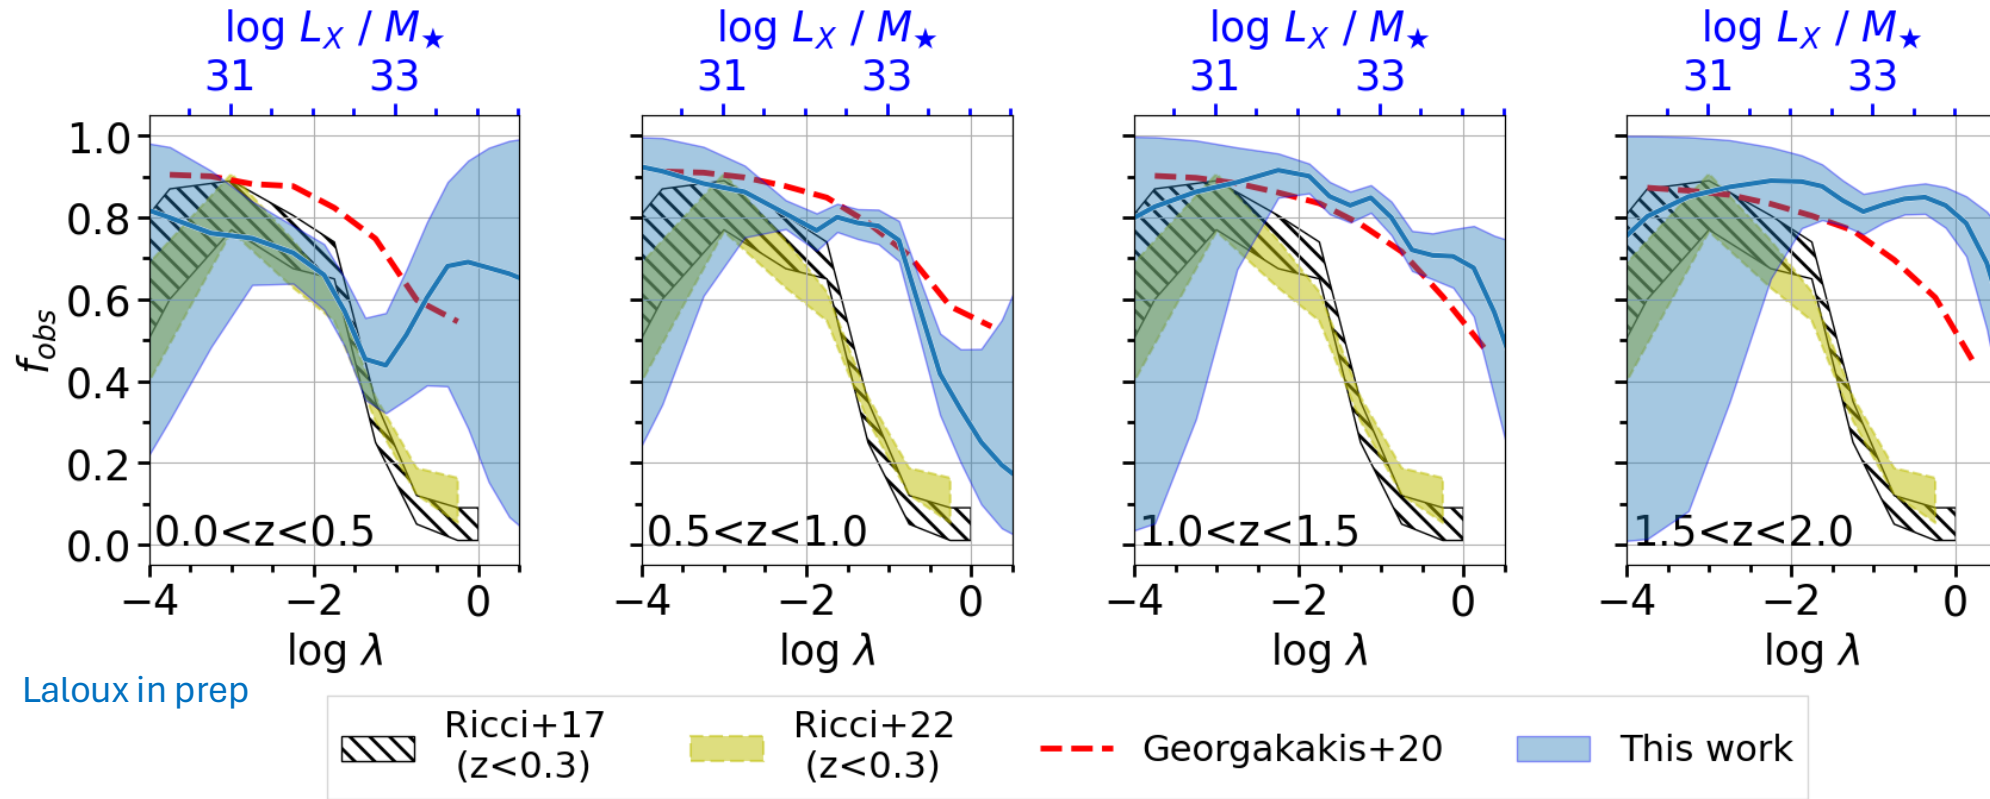 log L_X / M★ log L_X / M★ log L_X / M★ log L_X / M★
31 33 31 33 31 33 31 33
1.0
0.8
0.6
0.4
0.2
0.0
f_obs
0.0<z<0.5 0.5<z<1.0 1.0<z<1.5 1.5<z<2.0
−4 −2 0 −4 −2 0 −4 −2 0 −4 −2 0
log λ log λ log λ log λ
Laloux in prep
Ricci+17
(z<0.3)
Ricci+22
(z<0.3)
Georgakakis+20
This work